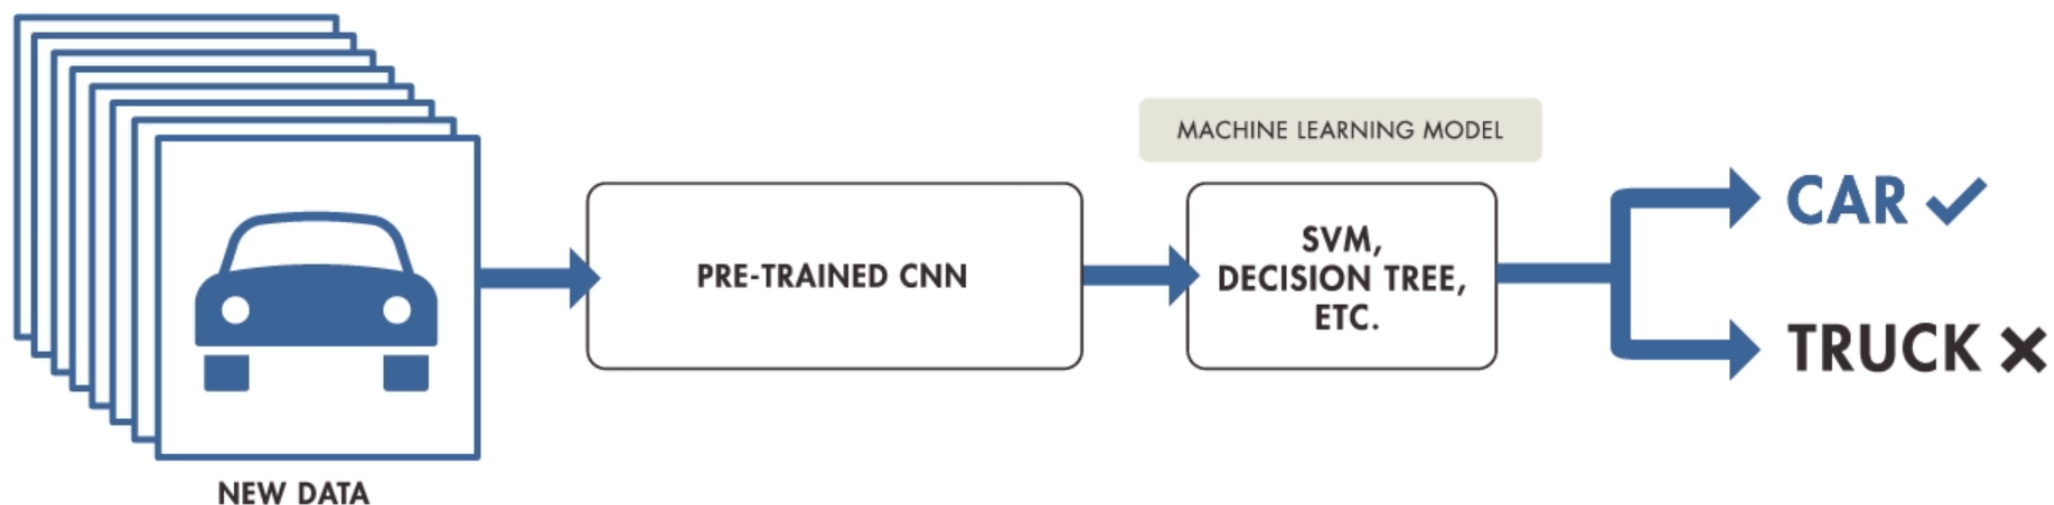 NEW DATA
PRE-TRAINED CNN
MACHINE LEARNING MODEL
SVM,
DECISION TREE,
ETC.
CAR
TRUCK